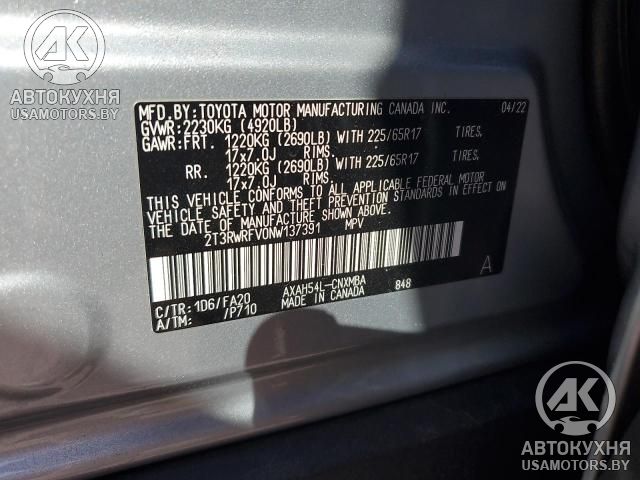 AK
АВТОКУХНЯ
USAMOTORS.BY
MFD.BY:TOYOTA MOTOR MANUFACTURING CANADA INC. 04/22
GVWR:2230KG (4920LB)
GAWR:FRT. 1220KG (2690LB) WITH 225/65R17 TIRES.
17x7.0J RIMS.
RR. 1220KG (2690LB) WITH 225/65R17 TIRES.
17x7.0J RIMS.
THIS VEHICLE CONFORMS TO ALL APPLICABLE FEDERAL MOTOR
VEHICLE SAFETY AND THEFT PREVENTION STANDARDS IN EFFECT ON
THE DATE OF MANUFACTURE SHOWN ABOVE.
2T3RWRFV0NW137391 MPV
A
C/TR:1D6/FA20 AXAH54L-CNXMBA 848
A/TM: /P710 MADE IN CANADA
AK
АВТОКУХНЯ
USAMOTORS.BY